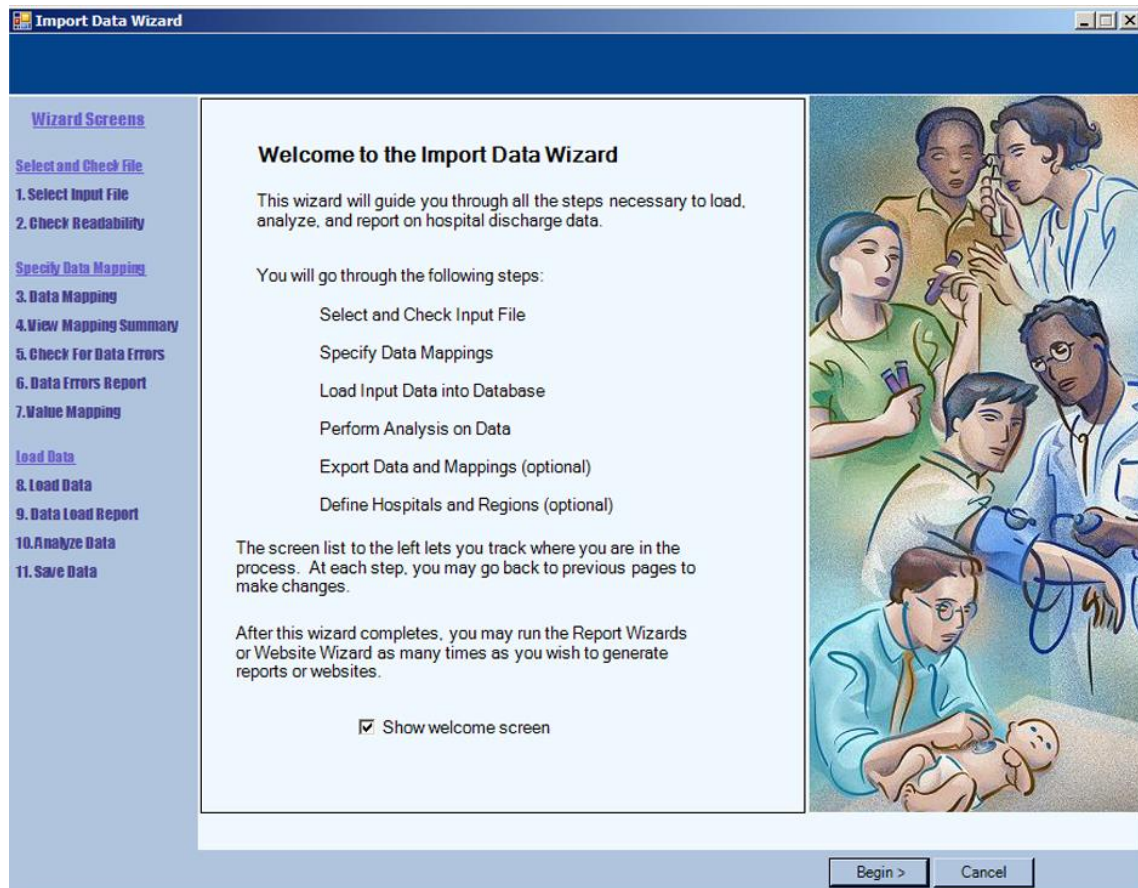 Import Data Wizard
Wizard Screens
Select and Check File
1. Select Input File
2. Check Readability
Specify Data Mapping
3. Data Mapping
4.View Mapping Summary
5. Check For Data Errors
6. Data Errors Report
7.Value Mapping
Load Data
8. Load Data
9. Data Load Report
10.Analyze Data
11. Save Data
Welcome to the Import Data Wizard
This wizard will guide you through all the steps necessary to load,
analyze, and report on hospital discharge data.
You will go through the following steps:
Select and Check Input File
Specify Data Mappings
Load Input Data into Database
Perform Analysis on Data
Export Data and Mappings (optional)
Define Hospitals and Regions (optional)
The screen list to the left lets you track where you are in the
process.  At each step, you may go back to previous pages to
make changes.
After this wizard completes, you may run the Report Wizards
or Website Wizard as many times as you wish to generate
reports or websites.
Show welcome screen
Begin >
Cancel